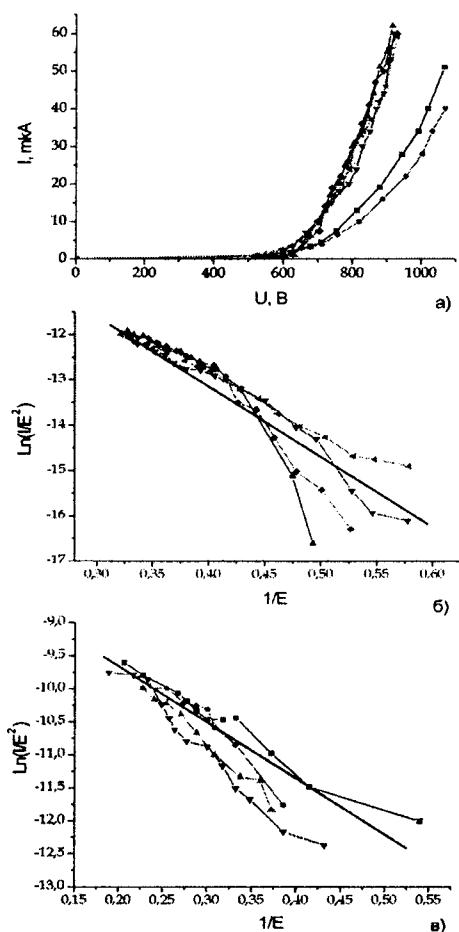 60
50
40
30
20
10
0
I, mkA
0 200 400 600 800 1000
U, B
а)
-12
-13
-14
-15
-16
-17
Ln(I/E²)
0,30 0,35 0,40 0,45 0,50 0,55 0,60
1/E
б)
-9,0
-9,5
-10,0
-10,5
-11,0
-11,5
-12,0
-12,5
-13,0
Ln(I/E²)
0,15 0,20 0,25 0,30 0,35 0,40 0,45 0,50 0,55
1/E
в)